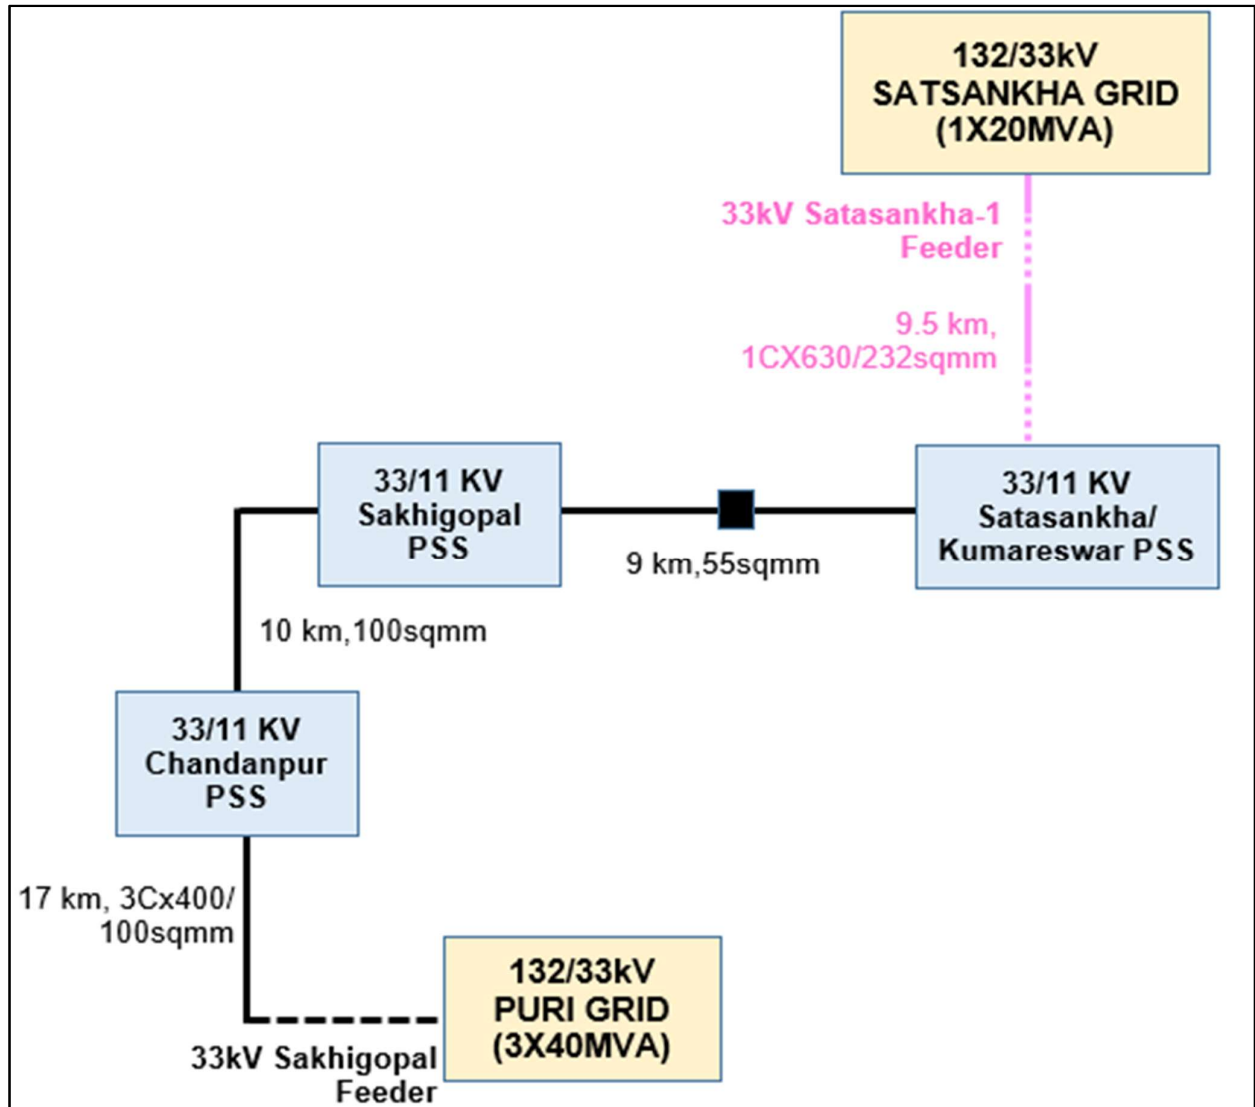 132/33kV
SATSANKHA GRID
(1X20MVA)
33kV Satasankha-1
Feeder
9.5 km,
1CX630/232sqmm
33/11 KV
Sakhigopal
PSS
33/11 KV
Satasankha/
Kumareswar PSS
9 km,55sqmm
10 km,100sqmm
33/11 KV
Chandanpur
PSS
17 km, 3Cx400/
100sqmm
132/33kV
PURI GRID
(3X40MVA)
33kV Sakhigopal
Feeder